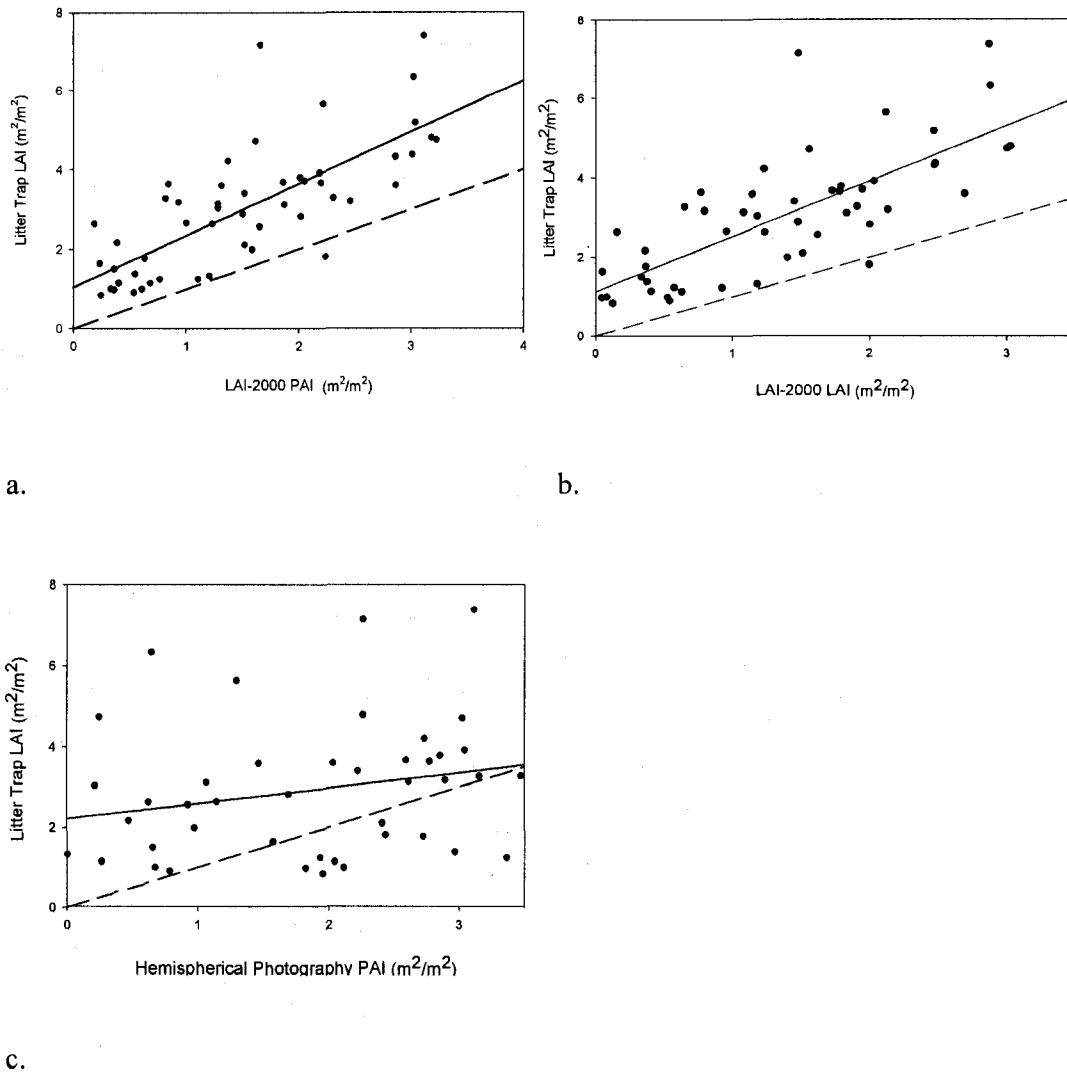 8
6
4
2
0
Litter Trap LAI (m²/m²)
0 1 2 3 4
LAI-2000 PAI (m²/m²)
a.
8
6
4
2
0
Litter Trap LAI (m²/m²)
0 1 2 3
LAI-2000 LAI (m²/m²)
b.
8
6
4
2
0
Litter Trap LAI (m²/m²)
0 1 2 3
Hemispherical Photography PAI (m²/m²)
c.